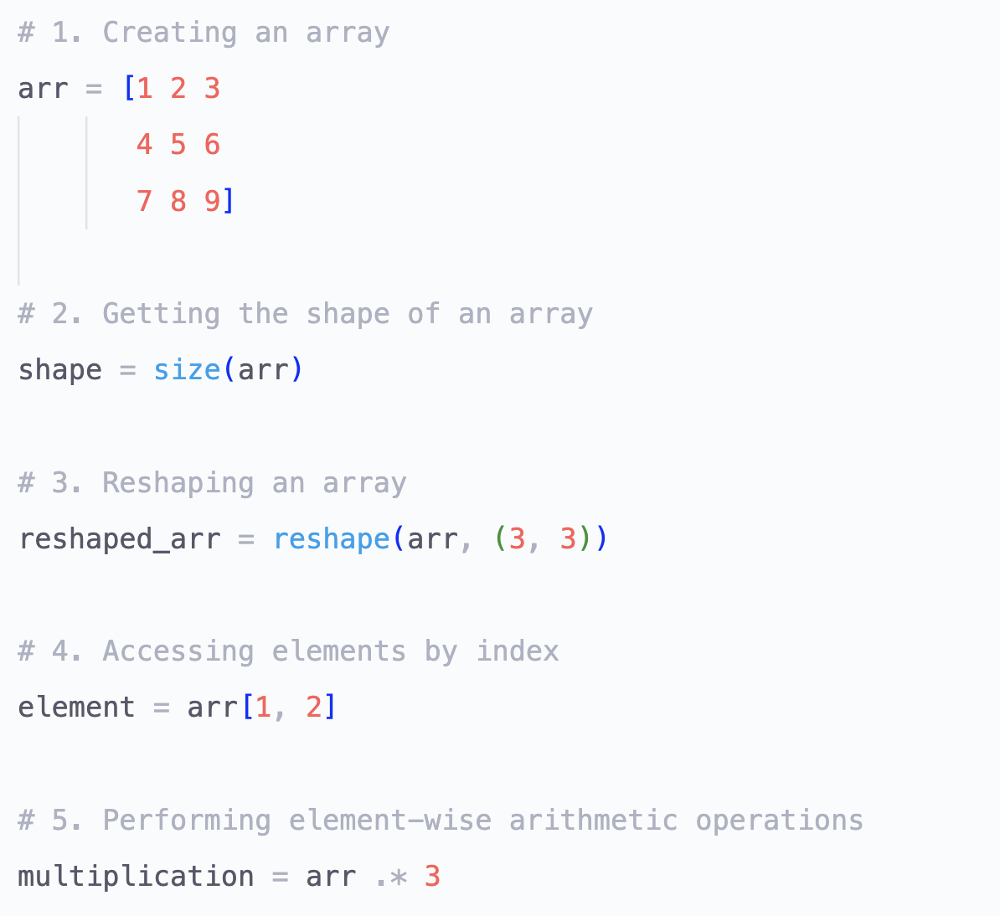 # 1. Creating an array
arr = [1 2 3
       4 5 6
       7 8 9]
# 2. Getting the shape of an array
shape = size(arr)
# 3. Reshaping an array
reshaped_arr = reshape(arr, (3, 3))
# 4. Accessing elements by index
element = arr[1, 2]
# 5. Performing element-wise arithmetic operations
multiplication = arr .* 3